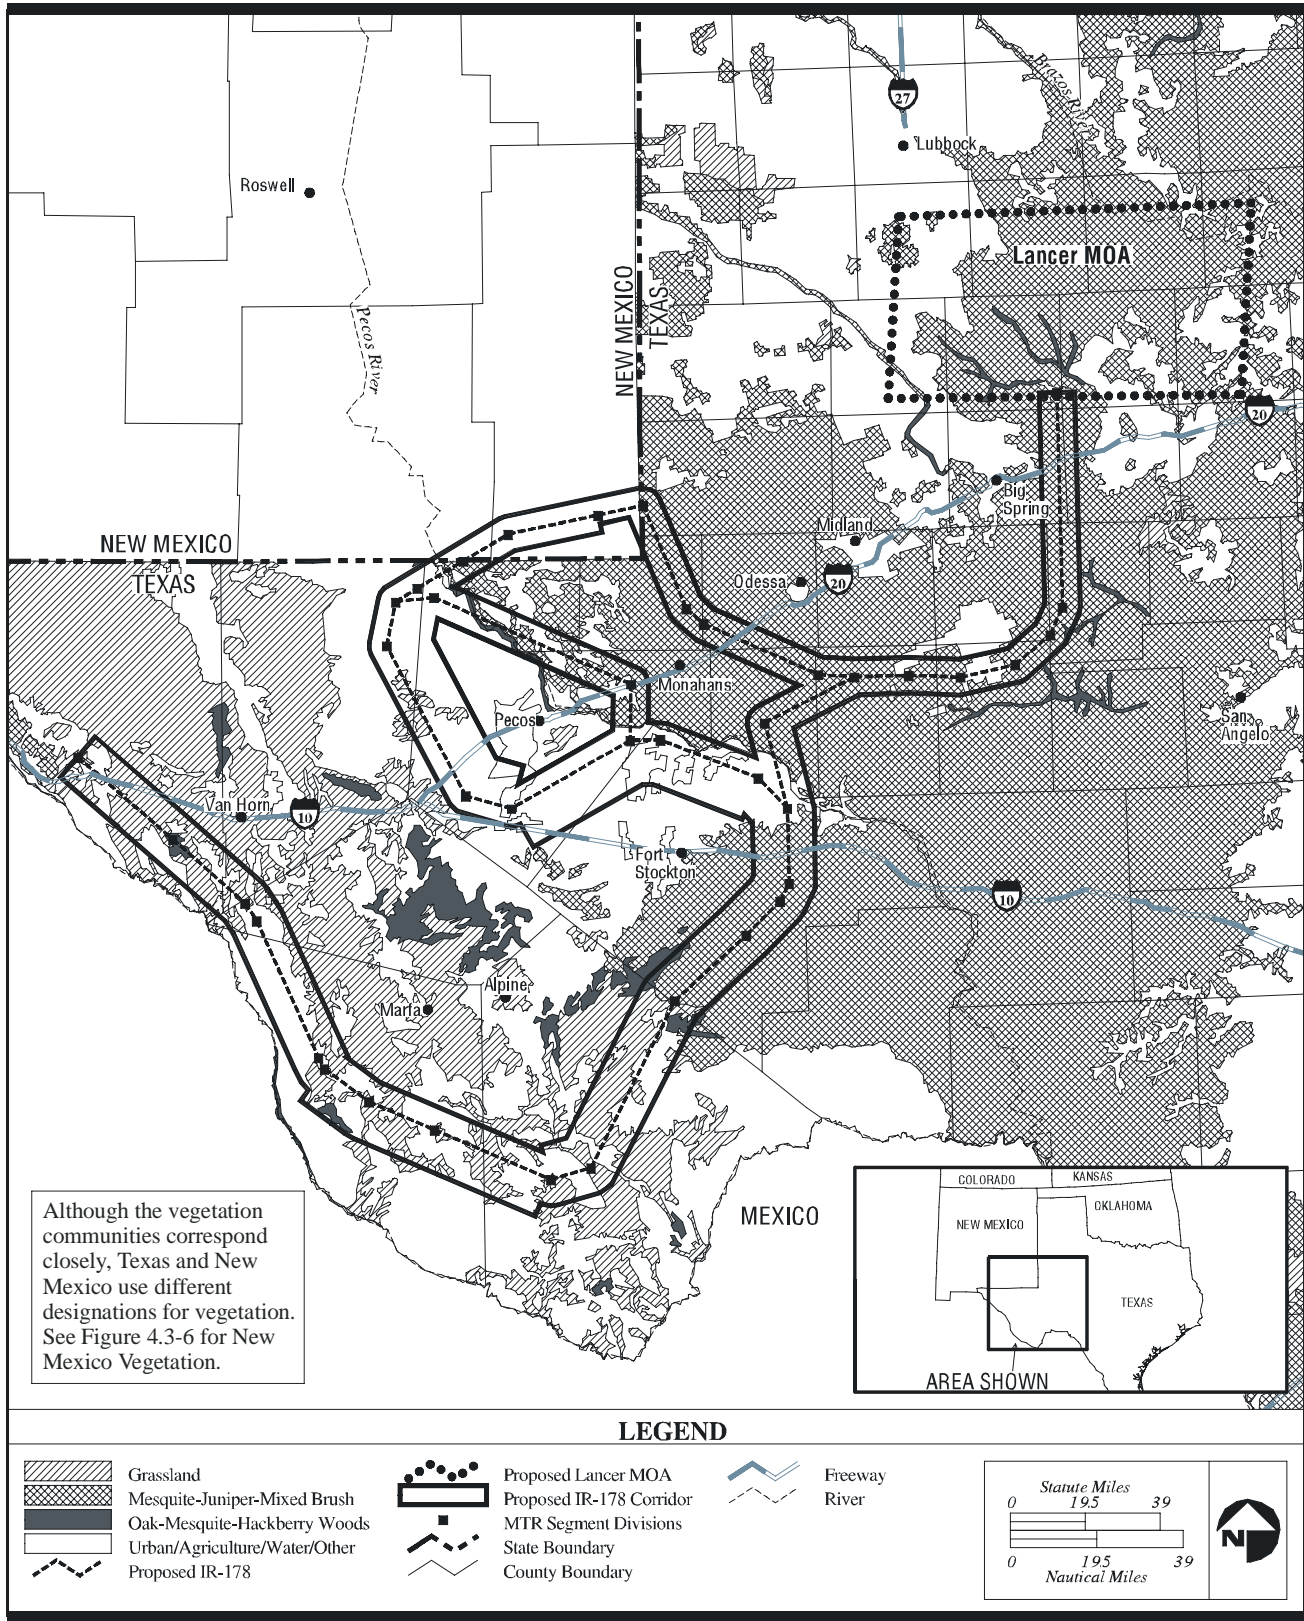 27
Brazos River
Lubbock
Roswell
Lancer MOA
NEW MEXICO
TEXAS
Pecos River
20
Big
Spring
Midland
NEW MEXICO
TEXAS
Odessa
20
Monahans
Pecos
San
Angelo
Van Horn
10
Fort
Stockton
10
Alpine
Marfa
MEXICO
Although the vegetation
communities correspond
closely, Texas and New
Mexico use different
designations for vegetation.
See Figure 4.3-6 for New
Mexico Vegetation.
COLORADO
KANSAS
OKLAHOMA
NEW MEXICO
TEXAS
AREA SHOWN
LEGEND
Grassland
Mesquite-Juniper-Mixed Brush
Oak-Mesquite-Hackberry Woods
Urban/Agriculture/Water/Other
Proposed IR-178
Proposed Lancer MOA
Proposed IR-178 Corridor
MTR Segment Divisions
State Boundary
County Boundary
Freeway
River
Statute Miles
0 19.5 39
0 19.5 39
Nautical Miles
N